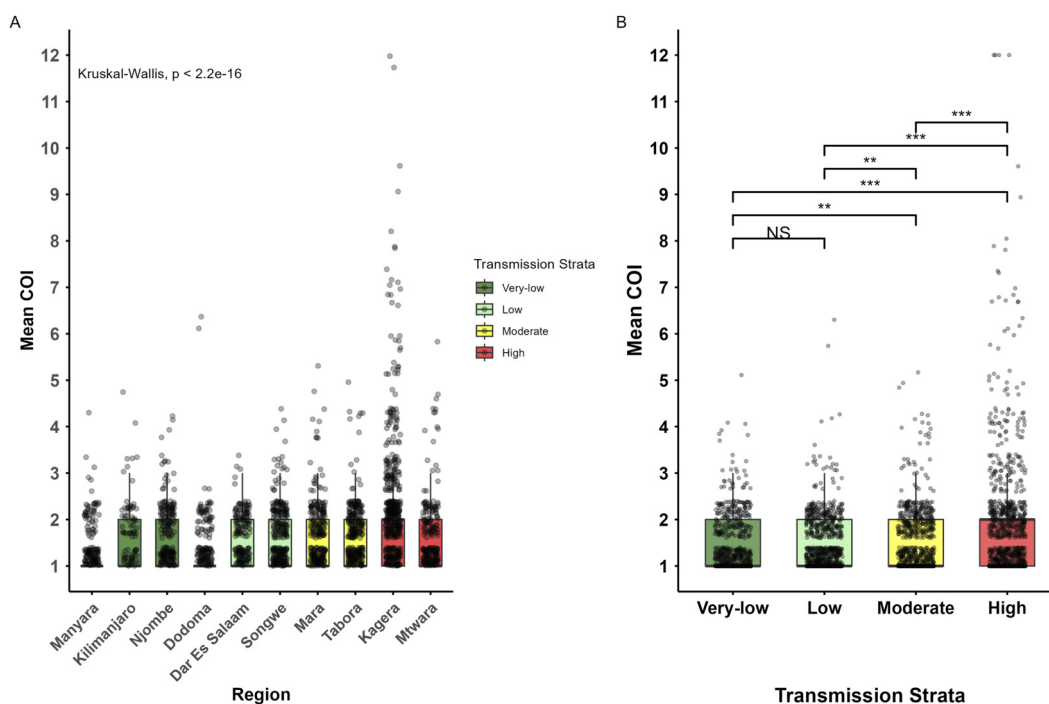 A
Kruskal-Wallis, p < 2.2e-16
Mean COI
12
11
10
9
8
7
6
5
4
3
2
1
Manyara
Kilimanjaro
Njombe
Dodoma
Dar Es Salaam
Songwe
Mara
Tabora
Kagera
Mtwara
Region
Transmission Strata
Very-low
Low
Moderate
High
B
Mean COI
12
11
10
9
8
7
6
5
4
3
2
1
***
***
**
***
**
NS
Very-low
Low
Moderate
High
Transmission Strata